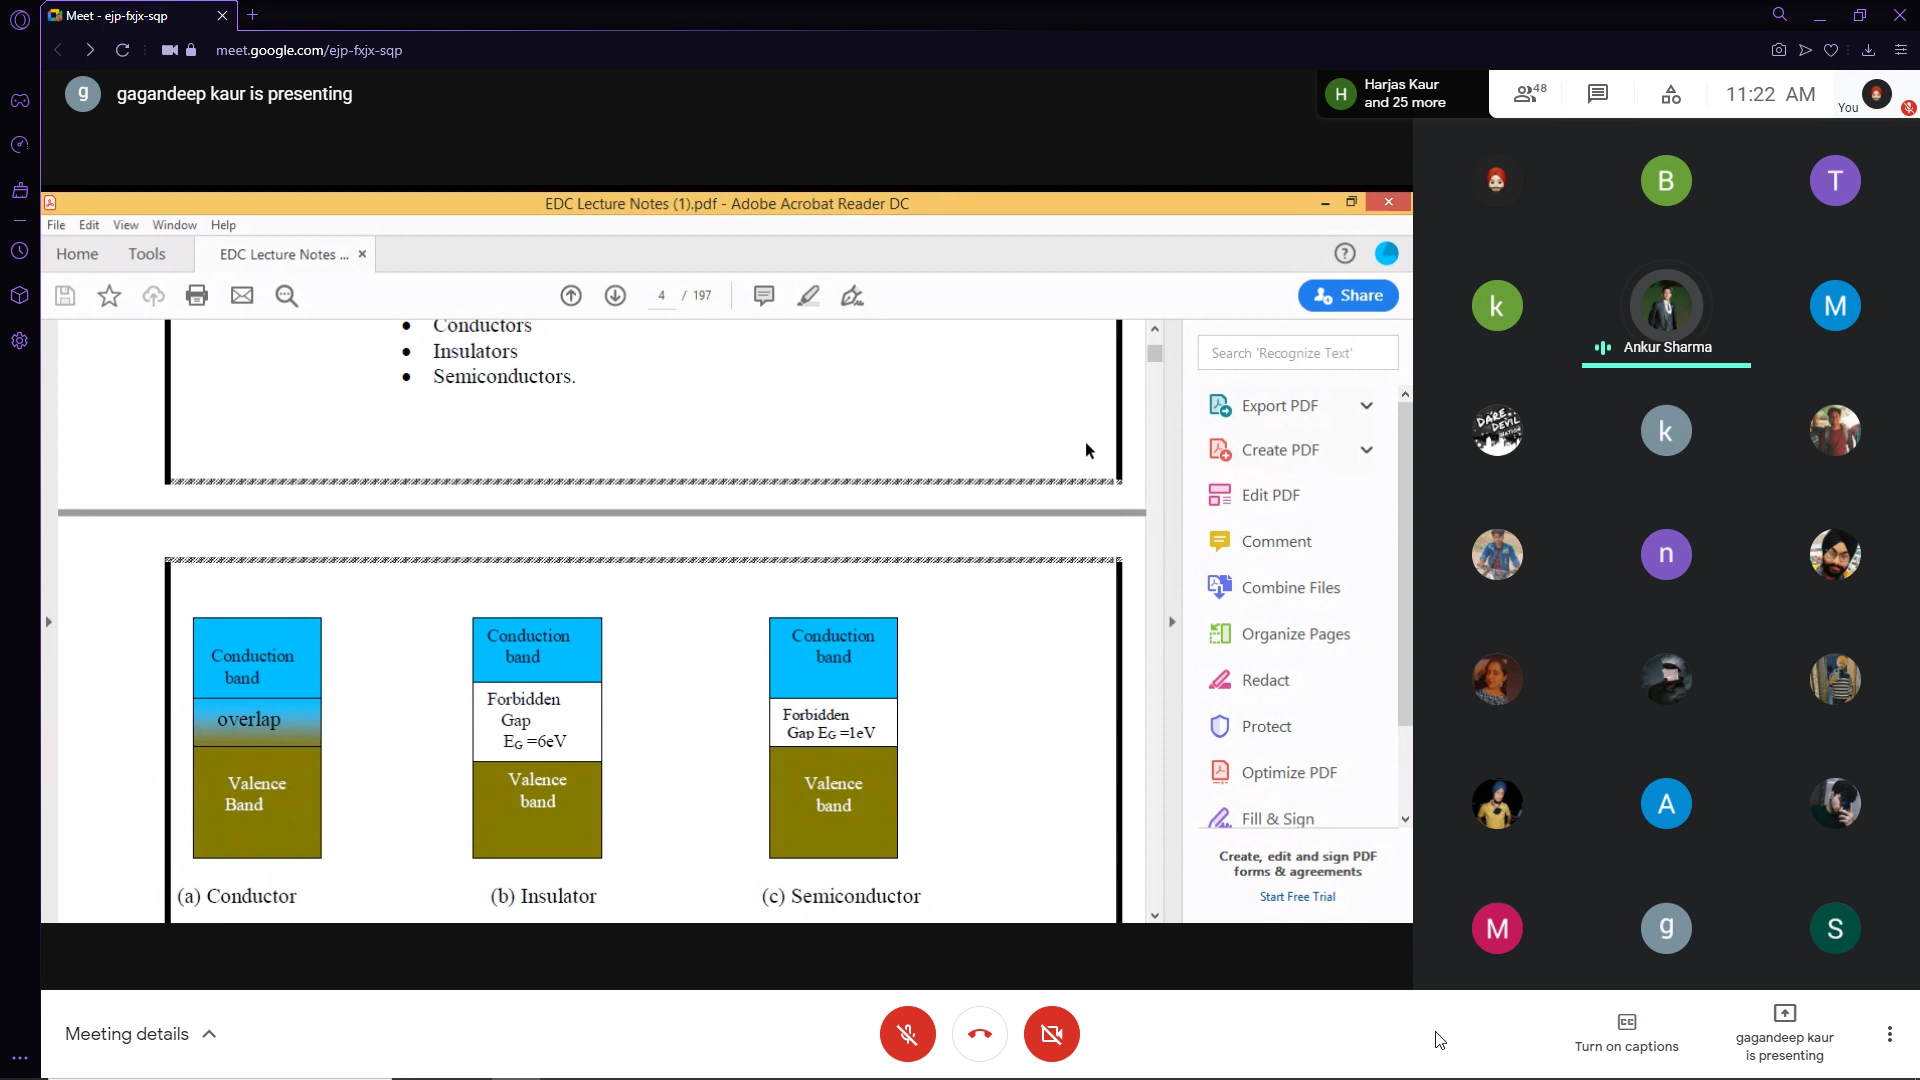 Meet - ejp-fxjx-sqp
meet.google.com/ejp-fxjx-sqp
g
gagandeep kaur is presenting
H
Harjas Kaur
and 25 more
48
11:22 AM
You
EDC Lecture Notes (1).pdf - Adobe Acrobat Reader DC
File Edit View Window Help
Home Tools EDC Lecture Notes ...
4 / 197
Share
Conductors
Insulators
Semiconductors.
Search 'Recognize Text'
Export PDF
Create PDF
Edit PDF
Comment
Combine Files
Organize Pages
Redact
Protect
Optimize PDF
Fill & Sign
Create, edit and sign PDF
forms & agreements
Start Free Trial
Conduction
band
overlap
Valence
Band
(a) Conductor
Conduction
band
Forbidden
Gap
EG =6eV
Valence
band
(b) Insulator
Conduction
band
Forbidden
Gap EG =1eV
Valence
band
(c) Semiconductor
B
T
k
Ankur Sharma
M
DARE
DEVIL
k
n
A
M
g
S
Meeting details
Turn on captions
gagandeep kaur
is presenting